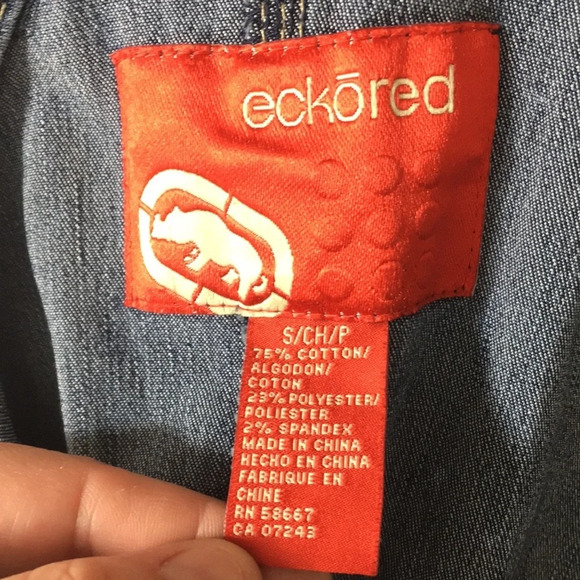 eckōred
S/CH/P
75% COTTON/
ALGODON/
COTON
23% POLYESTER/
POLIESTER
2% SPANDEX
MADE IN CHINA
HECHO EN CHINA
FABRIQUE EN
CHINE
RN 58667
CA 07243